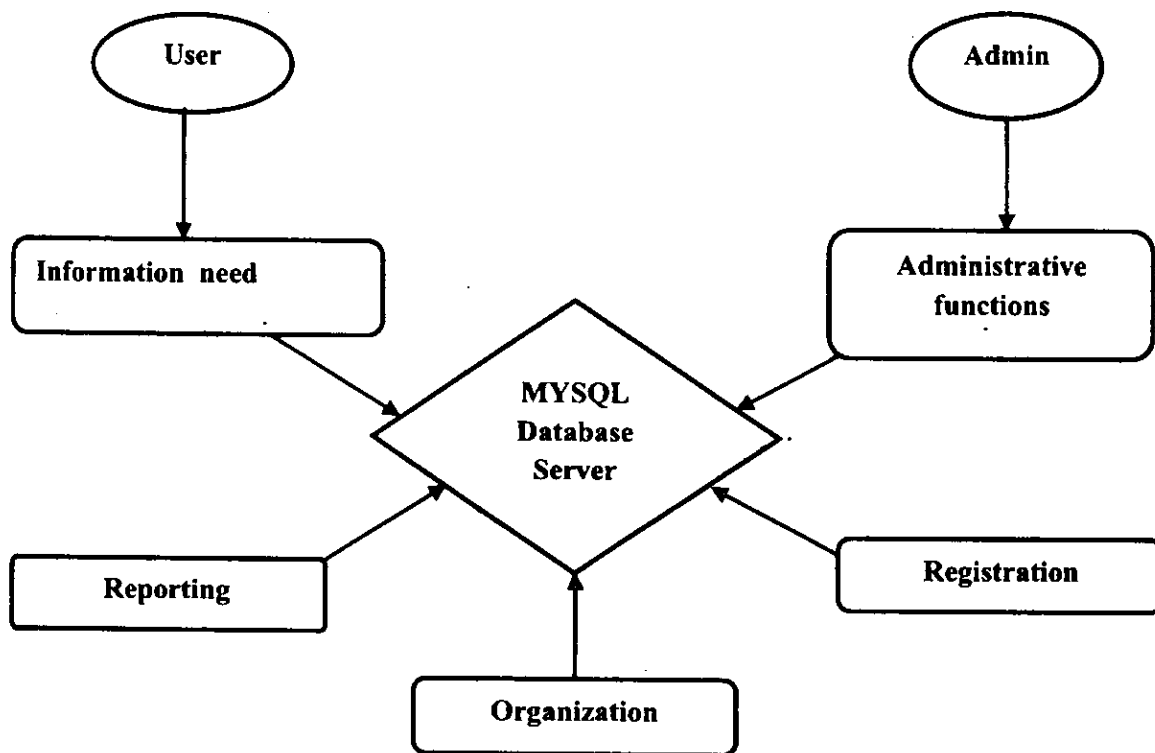 User
Admin
Information need
Administrative
functions
MYSQL
Database
Server
Reporting
Registration
Organization